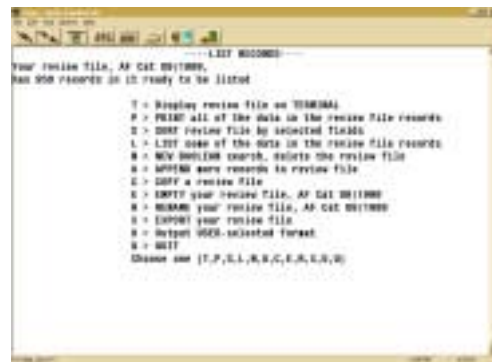 ----LIST RECORDS----
Your review file, AF Cat 08/1000,
has 950 records in it ready to be listed
T - Display review file on TERMINAL
P - PRINT all of the data in the review file records
S - SORT review file by selected fields
L - LIST some of the data in the review file records
N - NEW BOOLEAN search, delete the review file
A - APPEND more records to review file
C - COPY a review file
E - EMPTY your review file, AF Cat 08/1000
R - RENAME your review file, AF Cat 08/1000
X - EXPORT your review file
- Output USER-selected format
Q - QUIT
Choose one